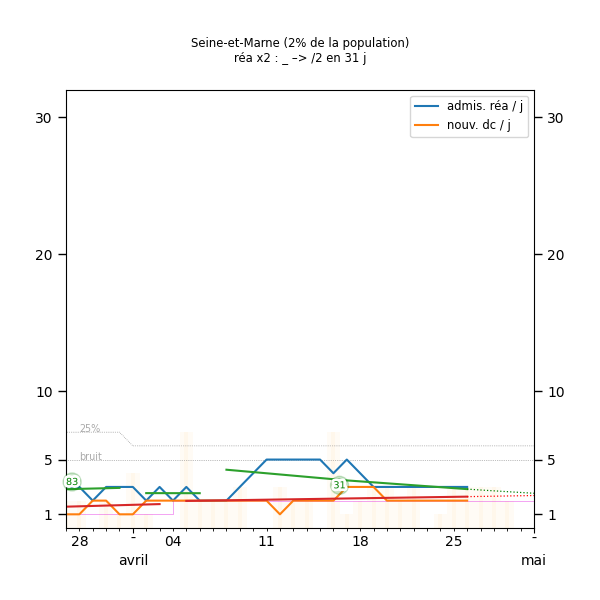 Seine-et-Marne (2% de la population)
réa x2 : _ –> /2 en 31 j
admis. réa / j
nouv. dc / j
30
30
20
20
10
10
25%
bruit
5
5
83
31
1
1
28
-
04
11
18
25
-
avril
mai